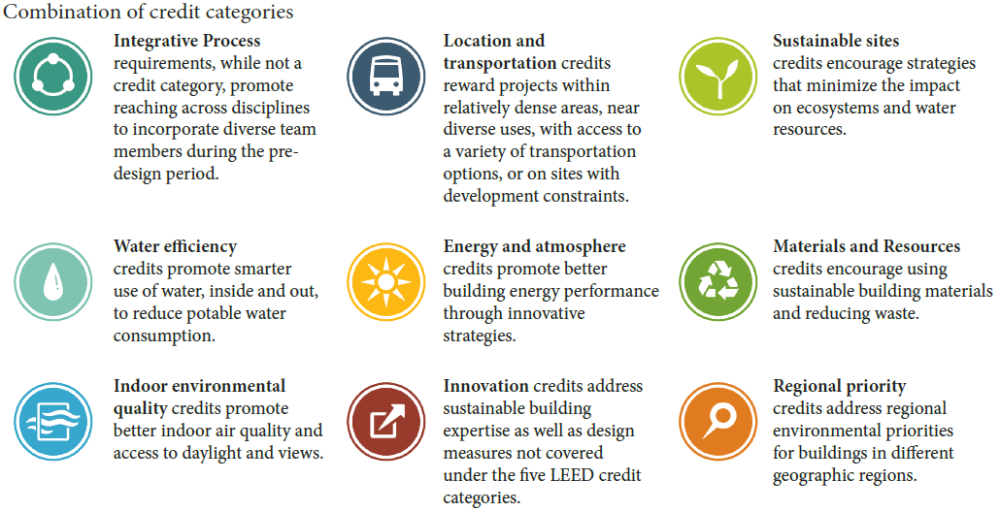 Combination of credit categories
Integrative Process
requirements, while not a
credit category, promote
reaching across disciplines
to incorporate diverse team
members during the pre-
design period.
Location and
transportation credits
reward projects within
relatively dense areas, near
diverse uses, with access to
a variety of transportation
options, or on sites with
development constraints.
Sustainable sites
credits encourage strategies
that minimize the impact
on ecosystems and water
resources.
Water efficiency
credits promote smarter
use of water, inside and out,
to reduce potable water
consumption.
Energy and atmosphere
credits promote better
building energy performance
through innovative
strategies.
Materials and Resources
credits encourage using
sustainable building materials
and reducing waste.
Indoor environmental
quality credits promote
better indoor air quality and
access to daylight and views.
Innovation credits address
sustainable building
expertise as well as design
measures not covered
under the five LEED credit
categories.
Regional priority
credits address regional
environmental priorities
for buildings in different
geographic regions.